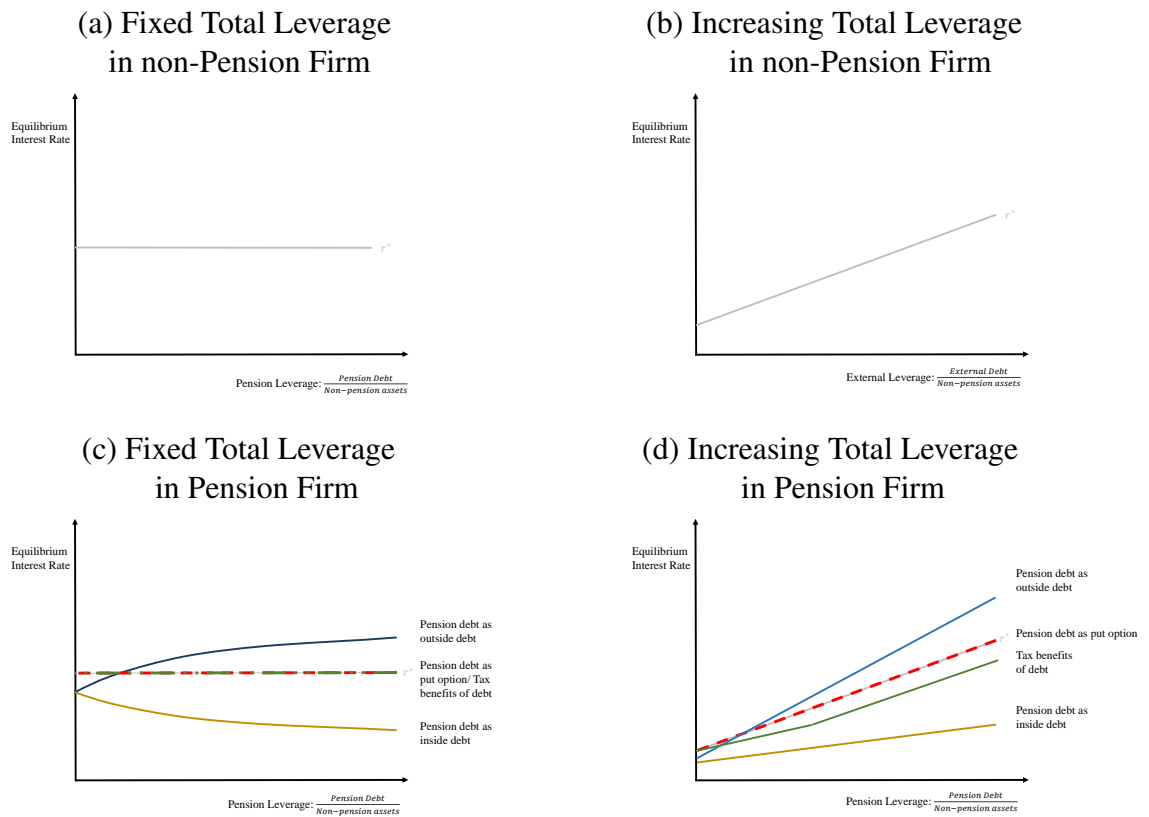 (a) Fixed Total Leverage
in non-Pension Firm
Equilibrium
Interest Rate
r*
Pension Leverage: Pension Debt
Non−pension assets
(b) Increasing Total Leverage
in non-Pension Firm
Equilibrium
Interest Rate
r*
External Leverage: External Debt
Non−pension assets
(c) Fixed Total Leverage
in Pension Firm
Equilibrium
Interest Rate
Pension debt as
outside debt
r*
Pension debt as
put option/ Tax
benefits of debt
Pension debt as
inside debt
Pension Leverage: Pension Debt
Non−pension assets
(d) Increasing Total Leverage
in Pension Firm
Equilibrium
Interest Rate
Pension debt as
outside debt
r*
Pension debt as put option
Tax benefits
of debt
Pension debt as
inside debt
Pension Leverage: Pension Debt
Non−pension assets